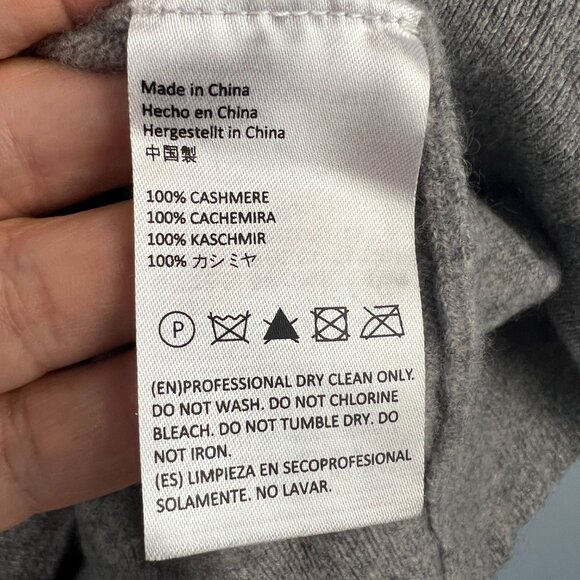 Made in China
Hecho en China
Hergestellt in China
中国製
100% CASHMERE
100% CACHEMIRA
100% KASCHMIR
100% カシミヤ
P
(EN)PROFESSIONAL DRY CLEAN ONLY.
DO NOT WASH. DO NOT CHLORINE
BLEACH. DO NOT TUMBLE DRY. DO
NOT IRON.
(ES) LIMPIEZA EN SECOPROFESIONAL
SOLAMENTE. NO LAVAR.